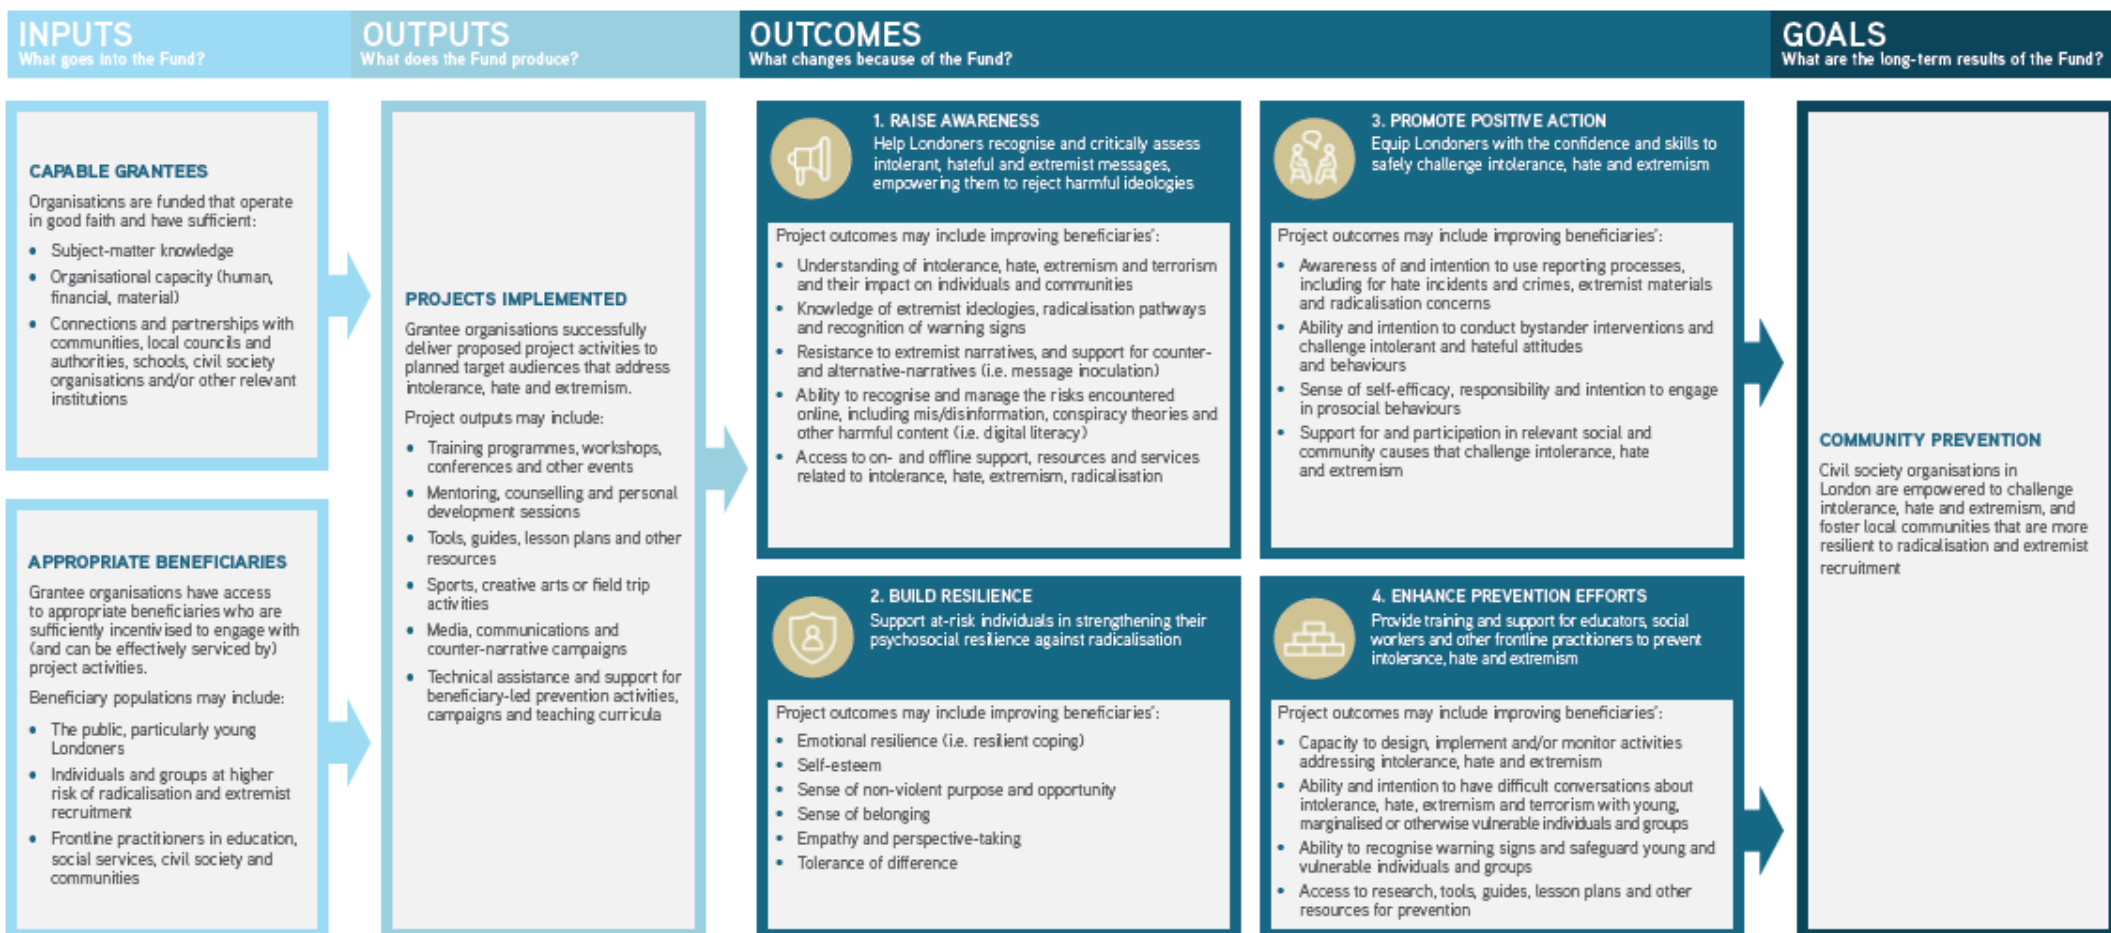 INPUTS
What goes into the Fund?
OUTPUTS
What does the Fund produce?
OUTCOMES
What changes because of the Fund?
GOALS
What are the long-term results of the Fund?
CAPABLE GRANTEES
Organisations are funded that operate
in good faith and have sufficient:
• Subject-matter knowledge
• Organisational capacity (human,
financial, material)
• Connections and partnerships with
communities, local councils and
authorities, schools, civil society
organisations and/or other relevant
institutions
APPROPRIATE BENEFICIARIES
Grantee organisations have access
to appropriate beneficiaries who are
sufficiently incentivised to engage with
(and can be effectively serviced by)
project activities.
Beneficiary populations may include:
• The public, particularly young
Londoners
• Individuals and groups at higher
risk of radicalisation and extremist
recruitment
• Frontline practitioners in education,
social services, civil society and
communities
PROJECTS IMPLEMENTED
Grantee organisations successfully
deliver proposed project activities to
planned target audiences that address
intolerance, hate and extremism.
Project outputs may include:
• Training programmes, workshops,
conferences and other events
• Mentoring, counselling and personal
development sessions
• Tools, guides, lesson plans and other
resources
• Sports, creative arts or field trip
activities
• Media, communications and
counter-narrative campaigns
• Technical assistance and support for
beneficiary-led prevention activities,
campaigns and teaching curricula
1. RAISE AWARENESS
Help Londoners recognise and critically assess
intolerant, hateful and extremist messages,
empowering them to reject harmful ideologies
Project outcomes may include improving beneficiaries':
• Understanding of intolerance, hate, extremism and terrorism
and their impact on individuals and communities
• Knowledge of extremist ideologies, radicalisation pathways
and recognition of warning signs
• Resistance to extremist narratives, and support for counter-
and alternative-narratives (i.e. message inoculation)
• Ability to recognise and manage the risks encountered
online, including mis/disinformation, conspiracy theories and
other harmful content (i.e. digital literacy)
• Access to on- and offline support, resources and services
related to intolerance, hate, extremism, radicalisation
2. BUILD RESILIENCE
Support at-risk individuals in strengthening their
psychosocial resilience against radicalisation
Project outcomes may include improving beneficiaries':
• Emotional resilience (i.e. resilient coping)
• Self-esteem
• Sense of non-violent purpose and opportunity
• Sense of belonging
• Empathy and perspective-taking
• Tolerance of difference
3. PROMOTE POSITIVE ACTION
Equip Londoners with the confidence and skills to
safely challenge intolerance, hate and extremism
Project outcomes may include improving beneficiaries':
• Awareness of and intention to use reporting processes,
including for hate incidents and crimes, extremist materials
and radicalisation concerns
• Ability and intention to conduct bystander interventions and
challenge intolerant and hateful attitudes
and behaviours
• Sense of self-efficacy, responsibility and intention to engage
in prosocial behaviours
• Support for and participation in relevant social and
community causes that challenge intolerance, hate
and extremism
4. ENHANCE PREVENTION EFFORTS
Provide training and support for educators, social
workers and other frontline practitioners to prevent
intolerance, hate and extremism
Project outcomes may include improving beneficiaries':
• Capacity to design, implement and/or monitor activities
addressing intolerance, hate and extremism
• Ability and intention to have difficult conversations about
intolerance, hate, extremism and terrorism with young,
marginalised or otherwise vulnerable individuals and groups
• Ability to recognise warning signs and safeguard young and
vulnerable individuals and groups
• Access to research, tools, guides, lesson plans and other
resources for prevention
COMMUNITY PREVENTION
Civil society organisations in
London are empowered to challenge
intolerance, hate and extremism, and
foster local communities that are more
resilient to radicalisation and extremist
recruitment